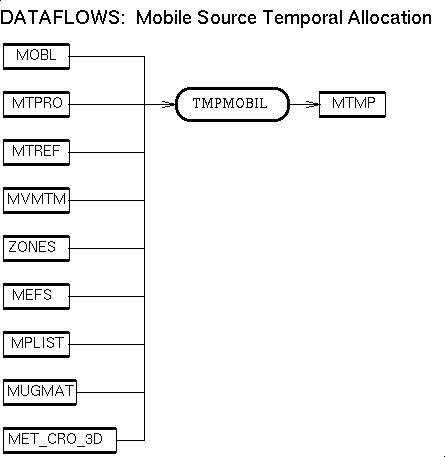 DATAFLOWS: Mobile Source Temporal Allocation
MOBL
MTPRO
TMPMOBIL
MTMP
MTREF
MVMTM
ZONES
MEFS
MPLIST
MUGMAT
MET_CRO_3D